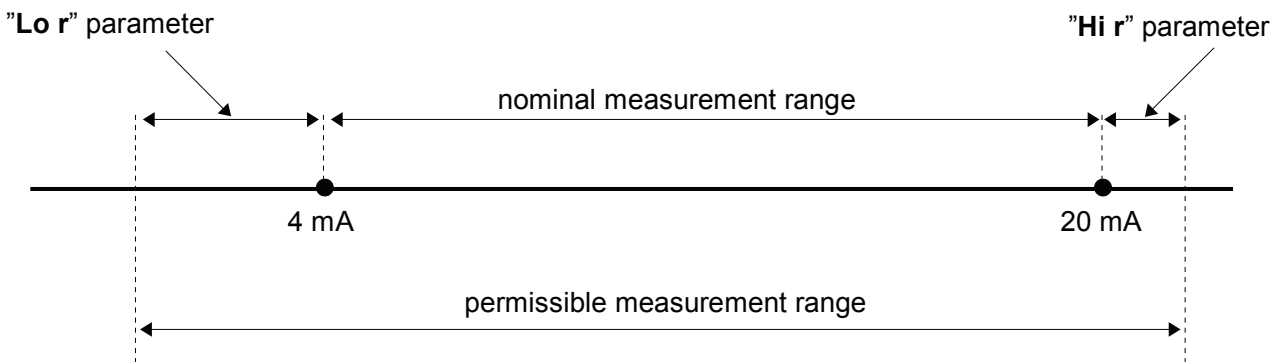 ”Lo r” parameter
”Hi r” parameter
nominal measurement range
4 mA
20 mA
permissible measurement range